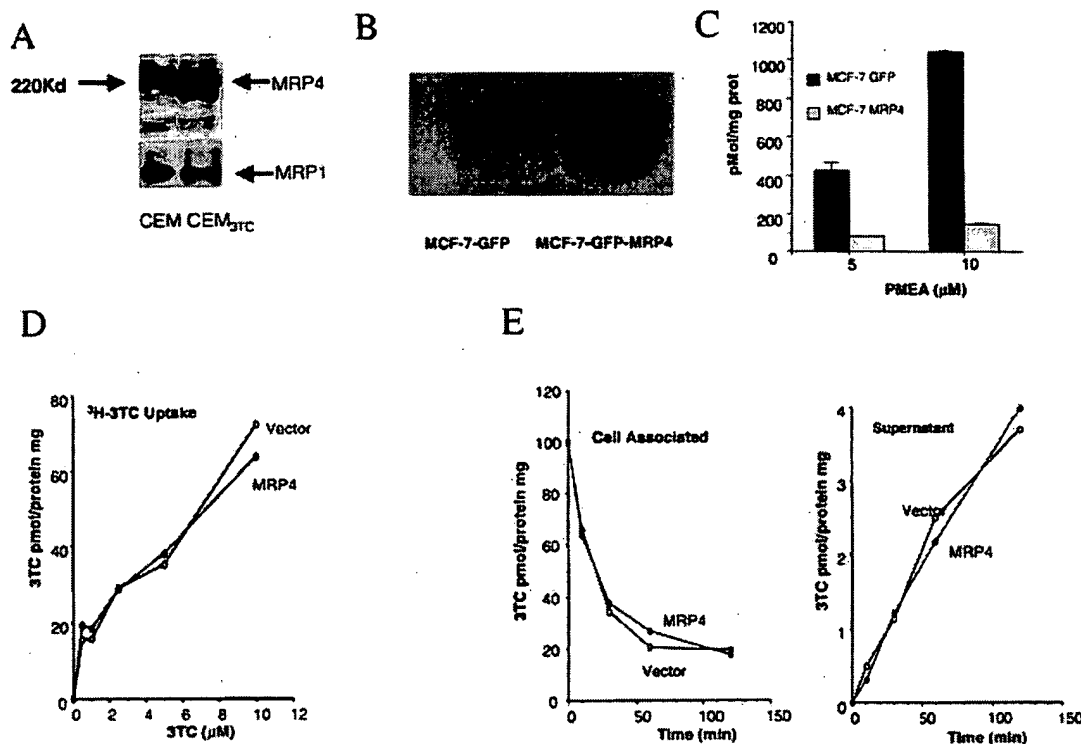 A
220Kd
MRP4
MRP1
CEM CEM3TC
B
MCF-7-GFP MCF-7-GFP-MRP4
C
pMol/mg prot
1200
1000
800
600
400
200
0
MCF-7 GFP
MCF-7 MRP4
5 10
PMEA (µM)
D
3TC pmol/protein mg
80
60
40
20
0
³H-3TC Uptake
Vector
MRP4
0 2 4 6 8 10 12
3TC (µM)
E
3TC pmol/protein mg
120
100
80
60
40
20
0
Cell Associated
MRP4
Vector
0 50 100 150
Time (min)
3TC pmol/protein mg
4
3
2
1
0
Supernatant
Vector
MRP4
0 50 100 150
Time (min)